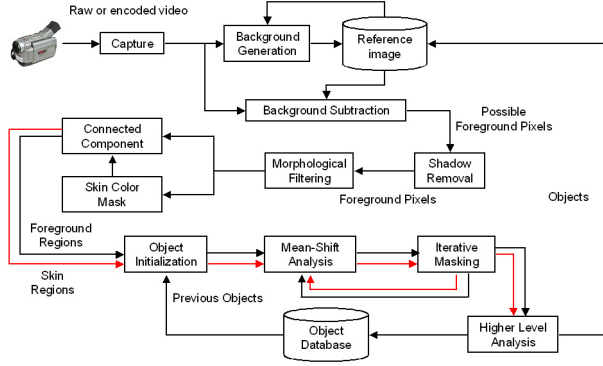 Raw or encoded video
Capture
Background
Generation
Reference
image
Background Subtraction
Possible
Foreground Pixels
Connected
Component
Morphological
Filtering
Shadow
Removal
Skin Color
Mask
Foreground Pixels
Objects
Foreground
Regions
Object
Initialization
Mean-Shift
Analysis
Iterative
Masking
Skin
Regions
Previous Objects
Object
Database
Higher Level
Analysis